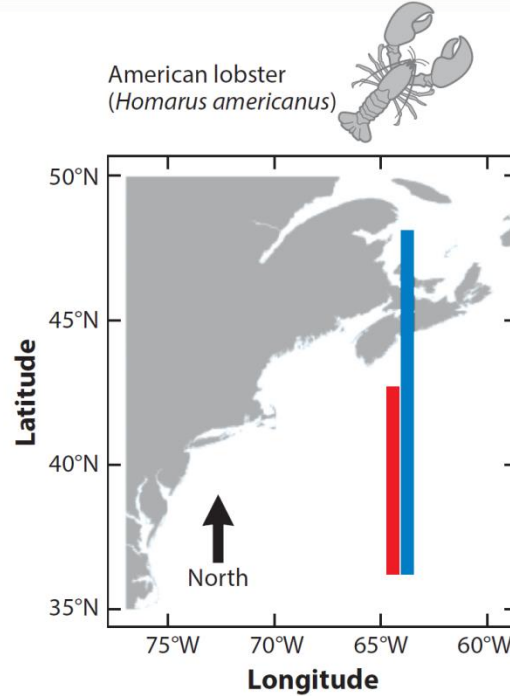 American lobster
(Homarus americanus)
50°N
45°N
40°N
35°N
Latitude
North
75°W 70°W 65°W 60°W
Longitude